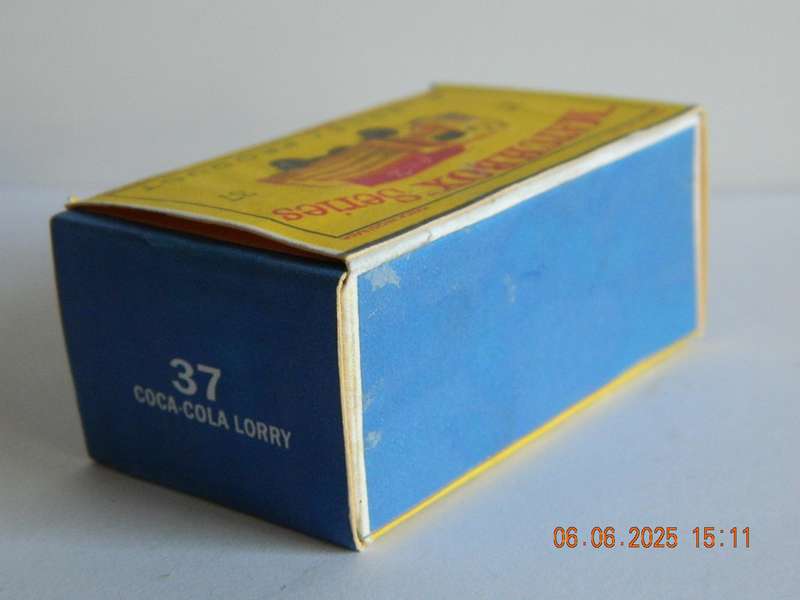 MATCHBOX Series
37
COCA-COLA LORRY
06.06.2025 15:11